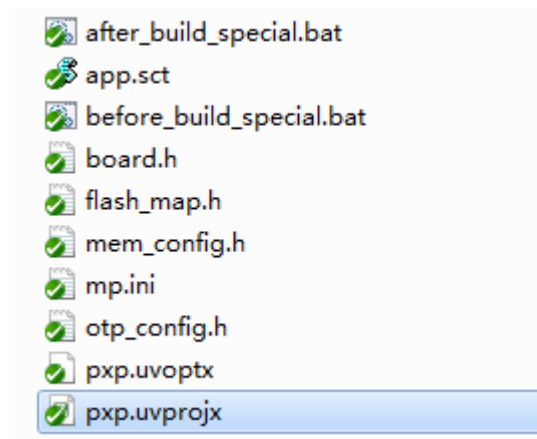 after_build_special.bat
app.sct
before_build_special.bat
board.h
flash_map.h
mem_config.h
mp.ini
otp_config.h
pxp.uvoptx
pxp.uvprojx